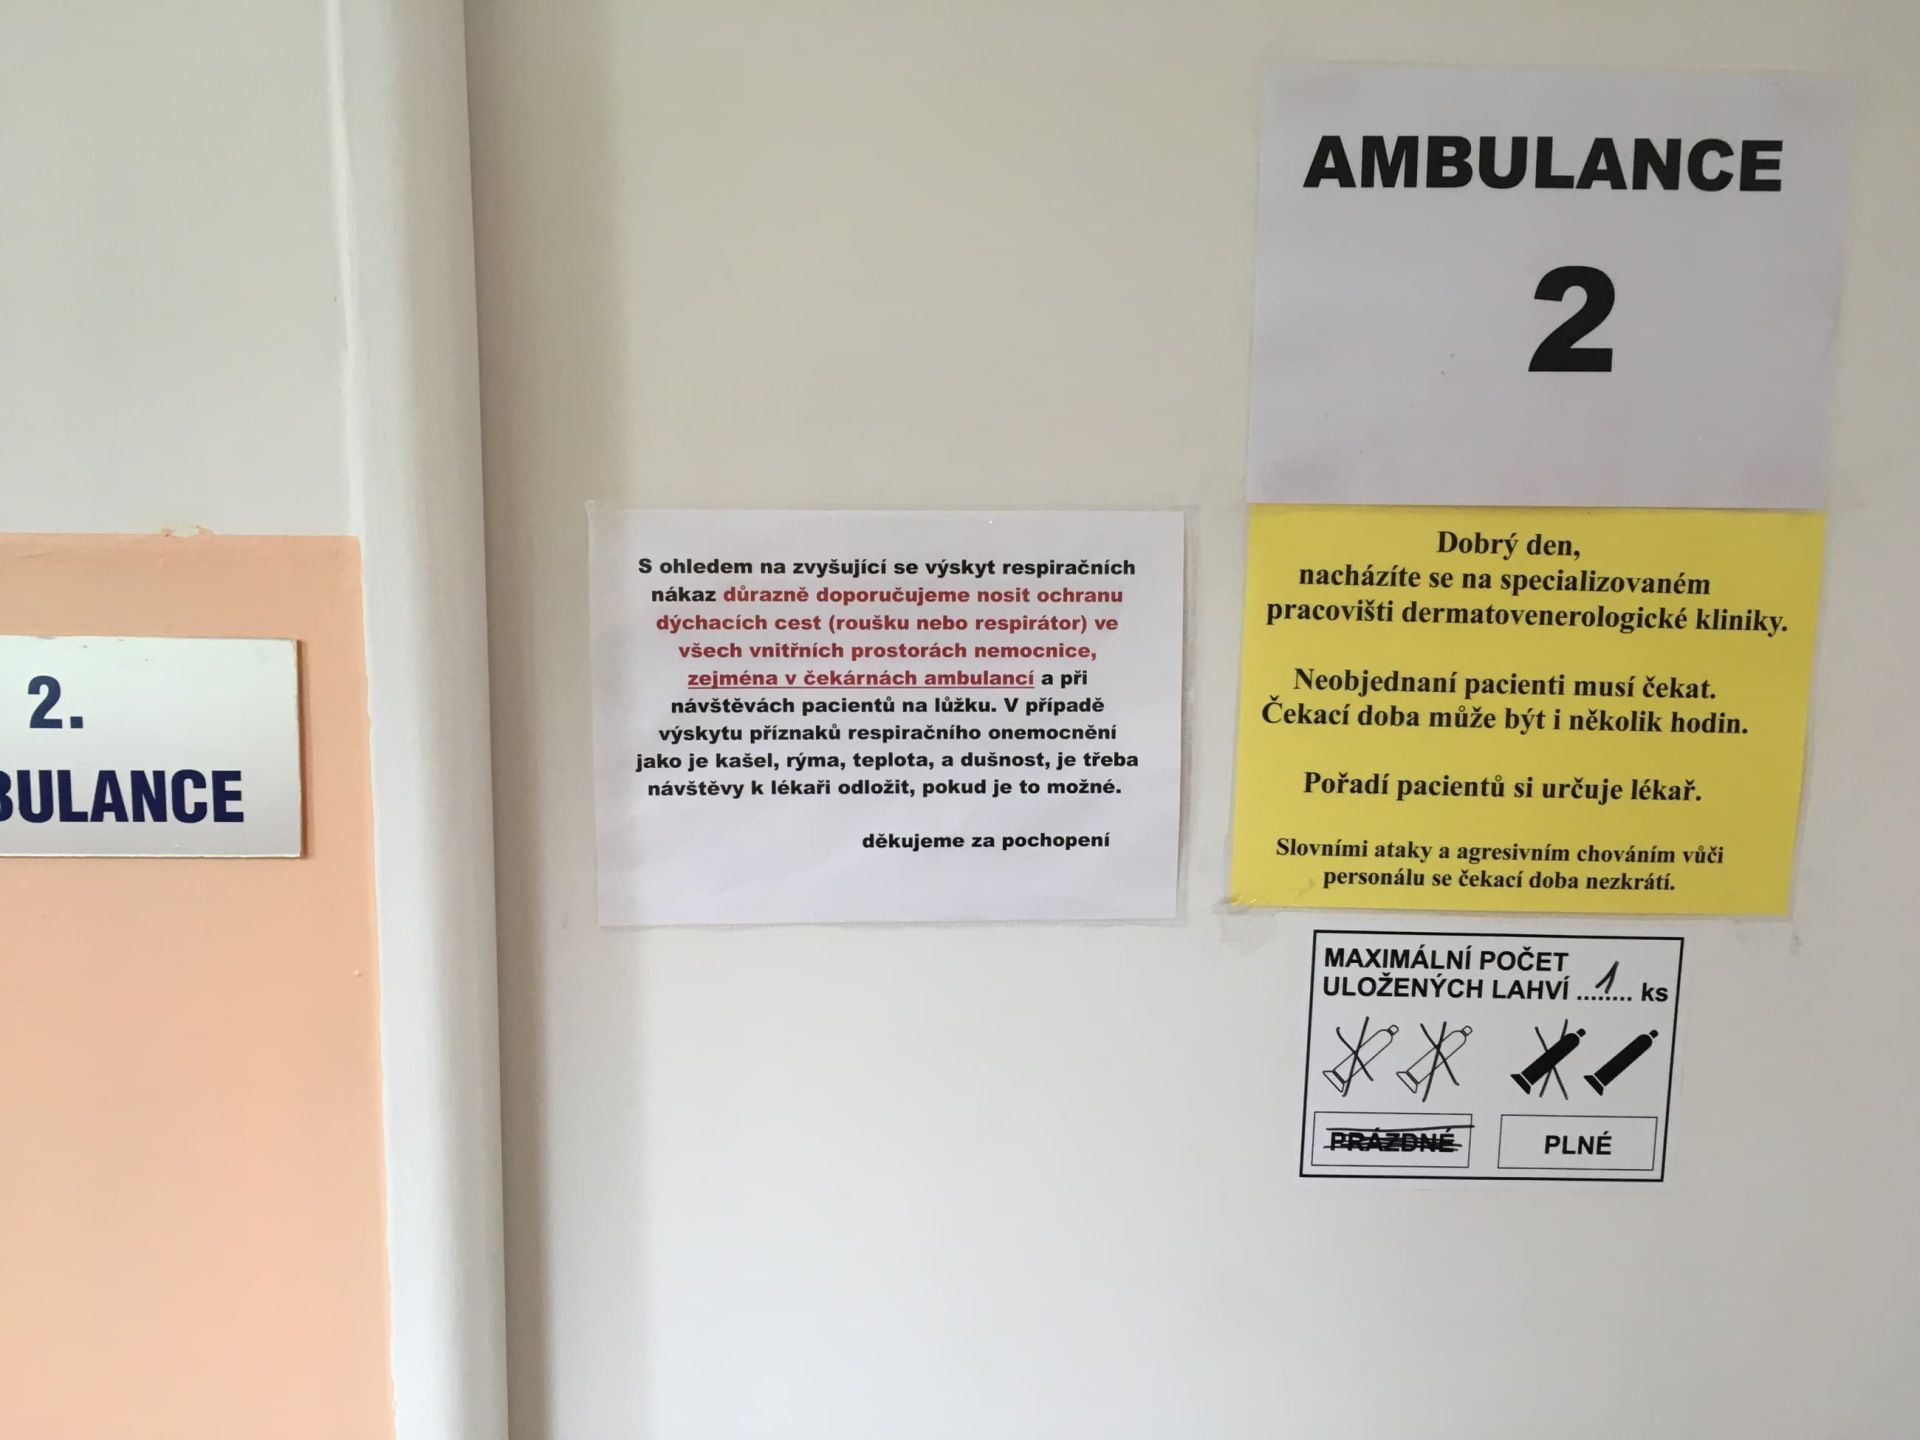 2.
BULANCE
AMBULANCE
2
S ohledem na zvyšující se výskyt respiračních
nákaz důrazně doporučujeme nosit ochranu
dýchacích cest (roušku nebo respirátor) ve
všech vnitřních prostorách nemocnice,
zejména v čekárnách ambulancí a při
návštěvách pacientů na lůžku. V případě
výskytu příznaků respiračního onemocnění
jako je kašel, rýma, teplota, a dušnost, je třeba
návštěvy k lékaři odložit, pokud je to možné.
děkujeme za pochopení
Dobrý den,
nacházíte se na specializovaném
pracovišti dermatovenerologické kliniky.
Neobjednaní pacienti musí čekat.
Čekací doba může být i několik hodin.
Pořadí pacientů si určuje lékař.
Slovními ataky a agresivním chováním vůči
personálu se čekací doba nezkrátí.
MAXIMÁLNÍ POČET
ULOŽENÝCH LAHVÍ ...1... ks
PRÁZDNÉ PLNÉ